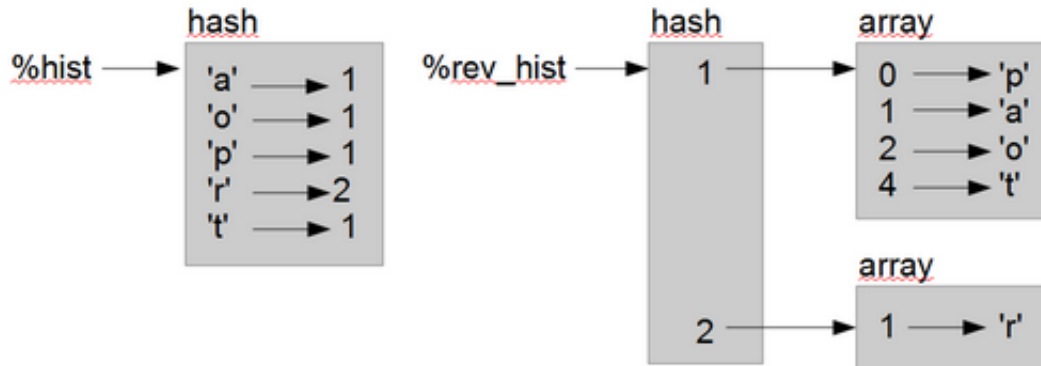 hash
%hist
'a' 1
'o' 1
'p' 1
'r' 2
't' 1
hash
%rev_hist
1
2
array
0 'p'
1 'a'
2 'o'
4 't'
array
1 'r'